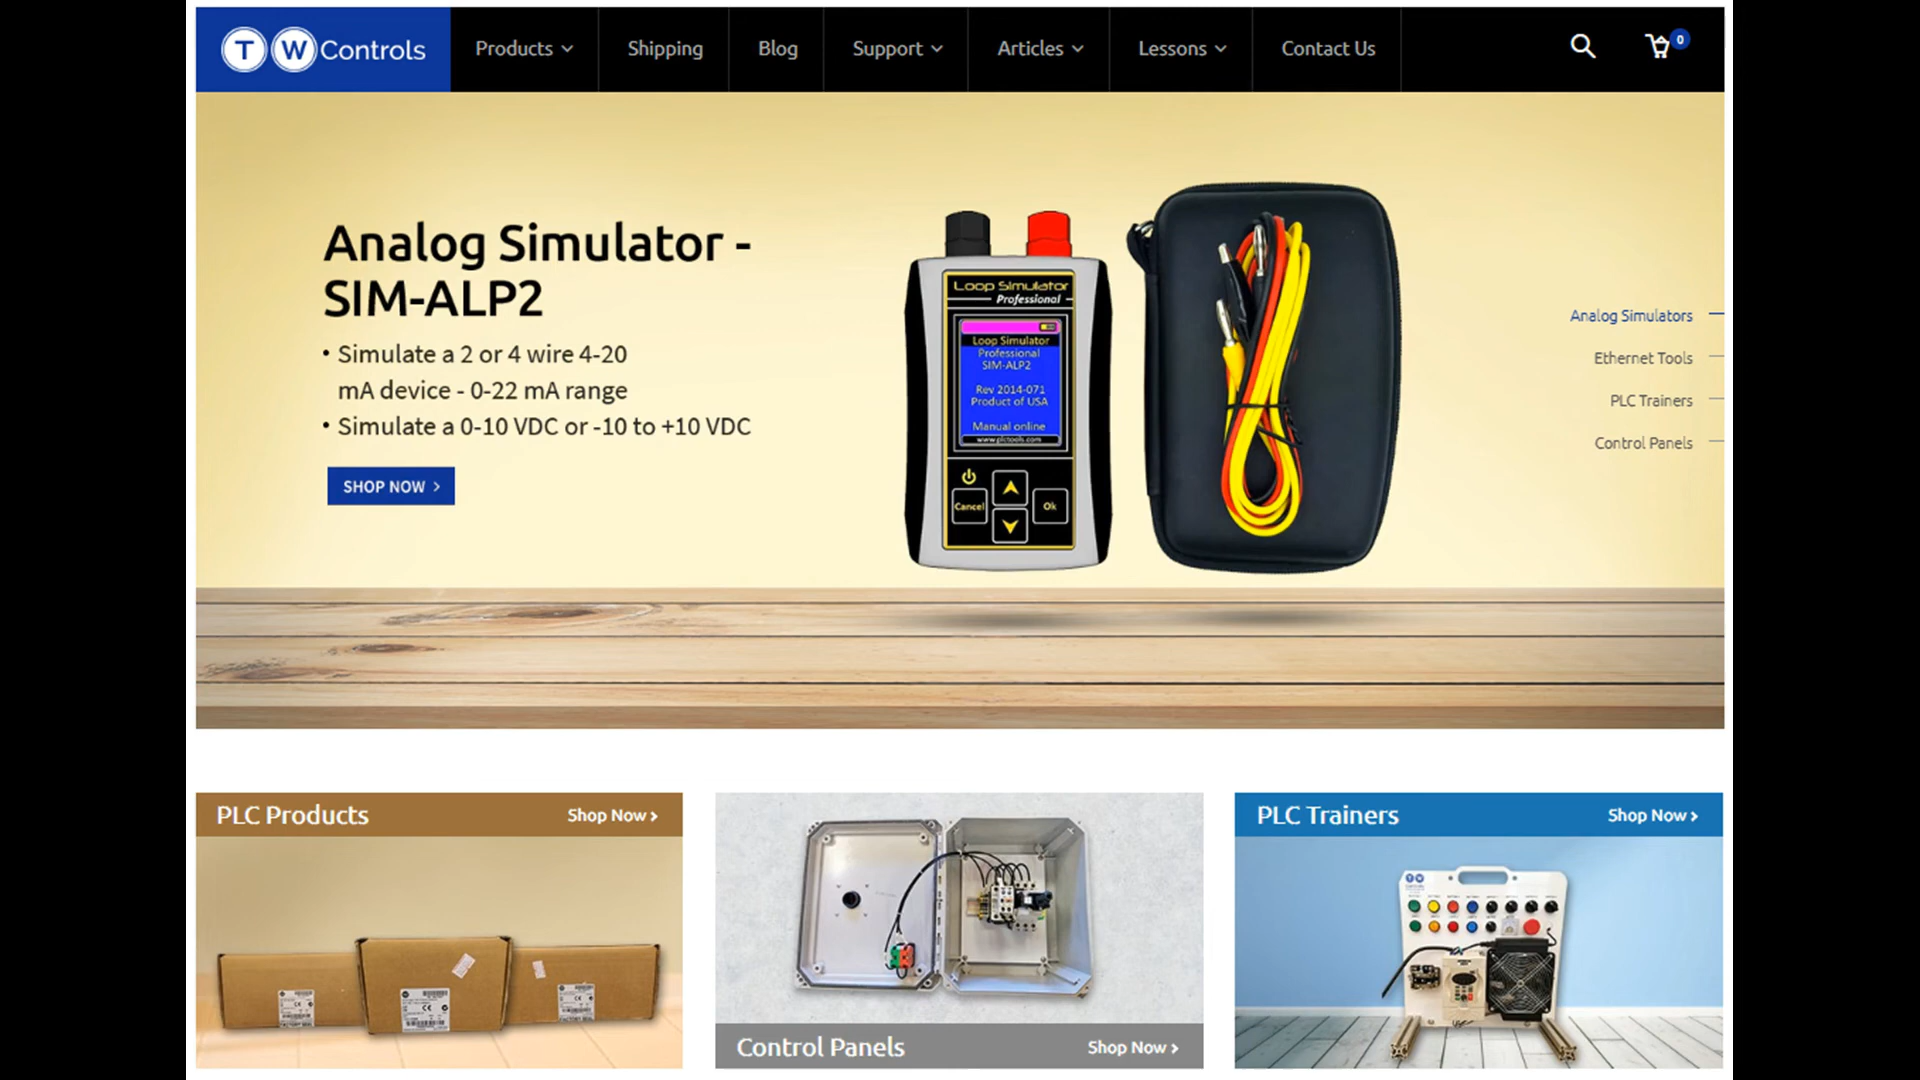 T W Controls
Products
Shipping
Blog
Support
Articles
Lessons
Contact Us
0
Analog Simulator -
SIM-ALP2
• Simulate a 2 or 4 wire 4-20
mA device - 0-22 mA range
• Simulate a 0-10 VDC or -10 to +10 VDC
SHOP NOW >
Loop Simulator
Professional
Loop Simulator
Professional
SIM-ALP2
Rev 2014-071
Product of USA
Manual online
www.plctools.com
Cancel
Ok
Analog Simulators
Ethernet Tools
PLC Trainers
Control Panels
PLC Products
Shop Now >
Control Panels
Shop Now >
PLC Trainers
Shop Now >